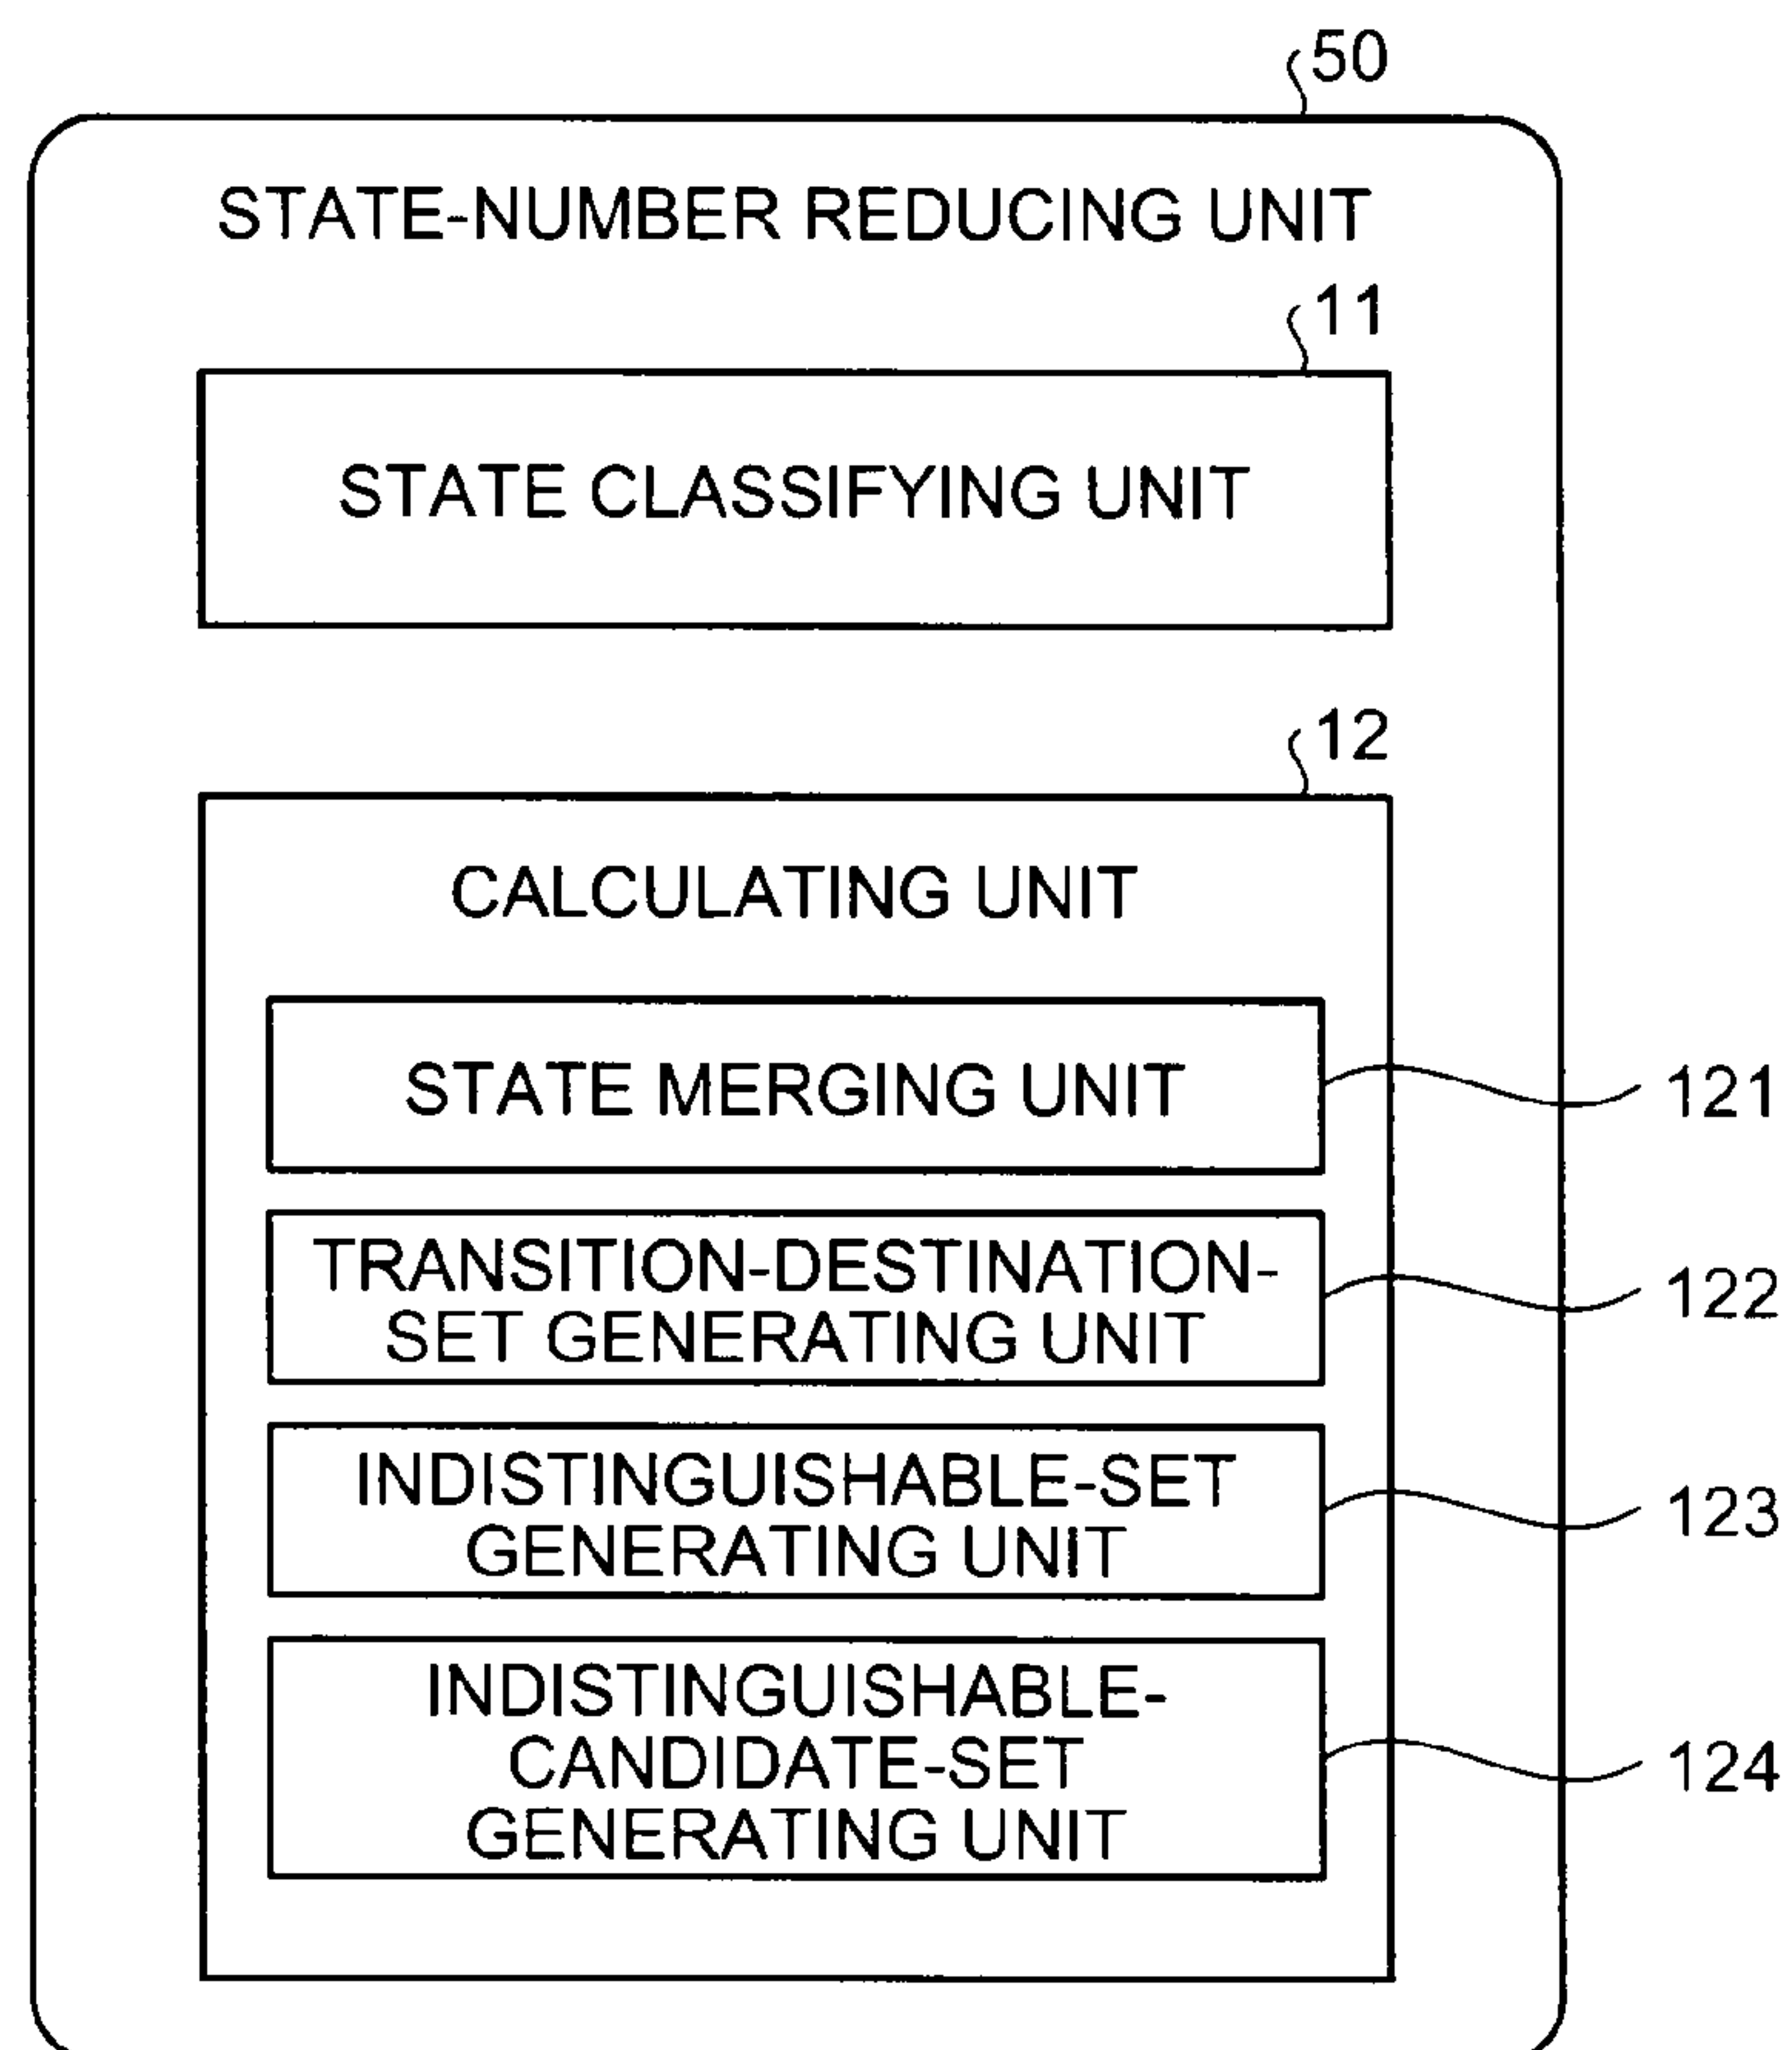 50
STATE-NUMBER REDUCING UNIT
11
STATE CLASSIFYING UNIT
12
CALCULATING UNIT
STATE MERGING UNIT
121
TRANSITION-DESTINATION-
SET GENERATING UNIT
122
INDISTINGUISHABLE-SET
GENERATING UNIT
123
INDISTINGUISHABLE-
CANDIDATE-SET
GENERATING UNIT
124